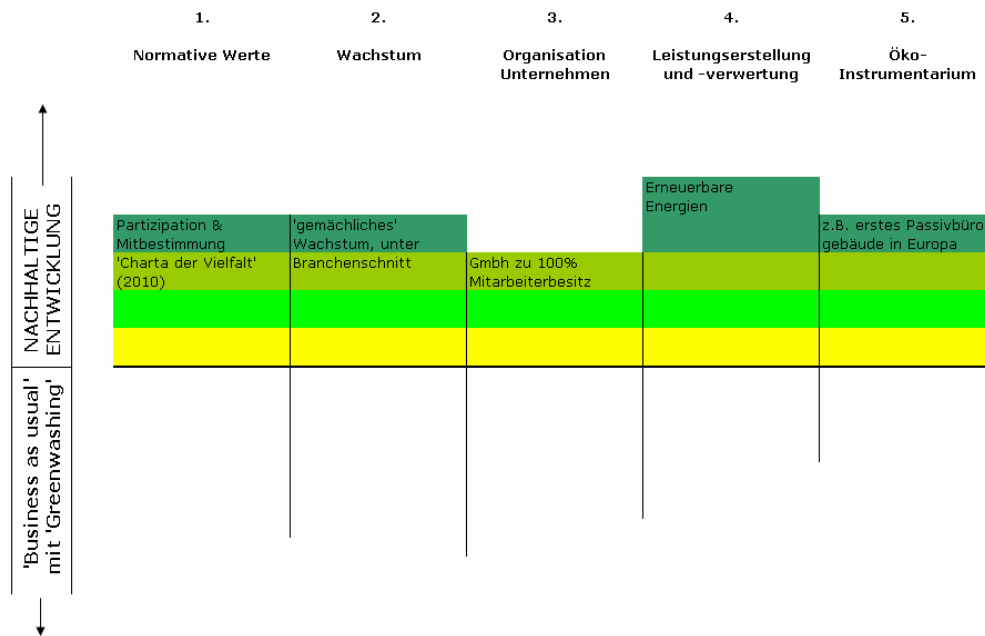 1.
Normative Werte
2.
Wachstum
3.
Organisation
Unternehmen
4.
Leistungserstellung
und -verwertung
5.
Öko-
Instrumentarium
NACHHALTIGE
ENTWICKLUNG
'Business as usual'
mit 'Greenwashing'
Partizipation &
Mitbestimmung
'Charta der Vielfalt'
(2010)
'gemächliches'
Wachstum, unter
Branchenschnitt
Gmbh zu 100%
Mitarbeiterbesitz
Erneuerbare
Energien
z.B. erstes Passivbüro
gebäude in Europa